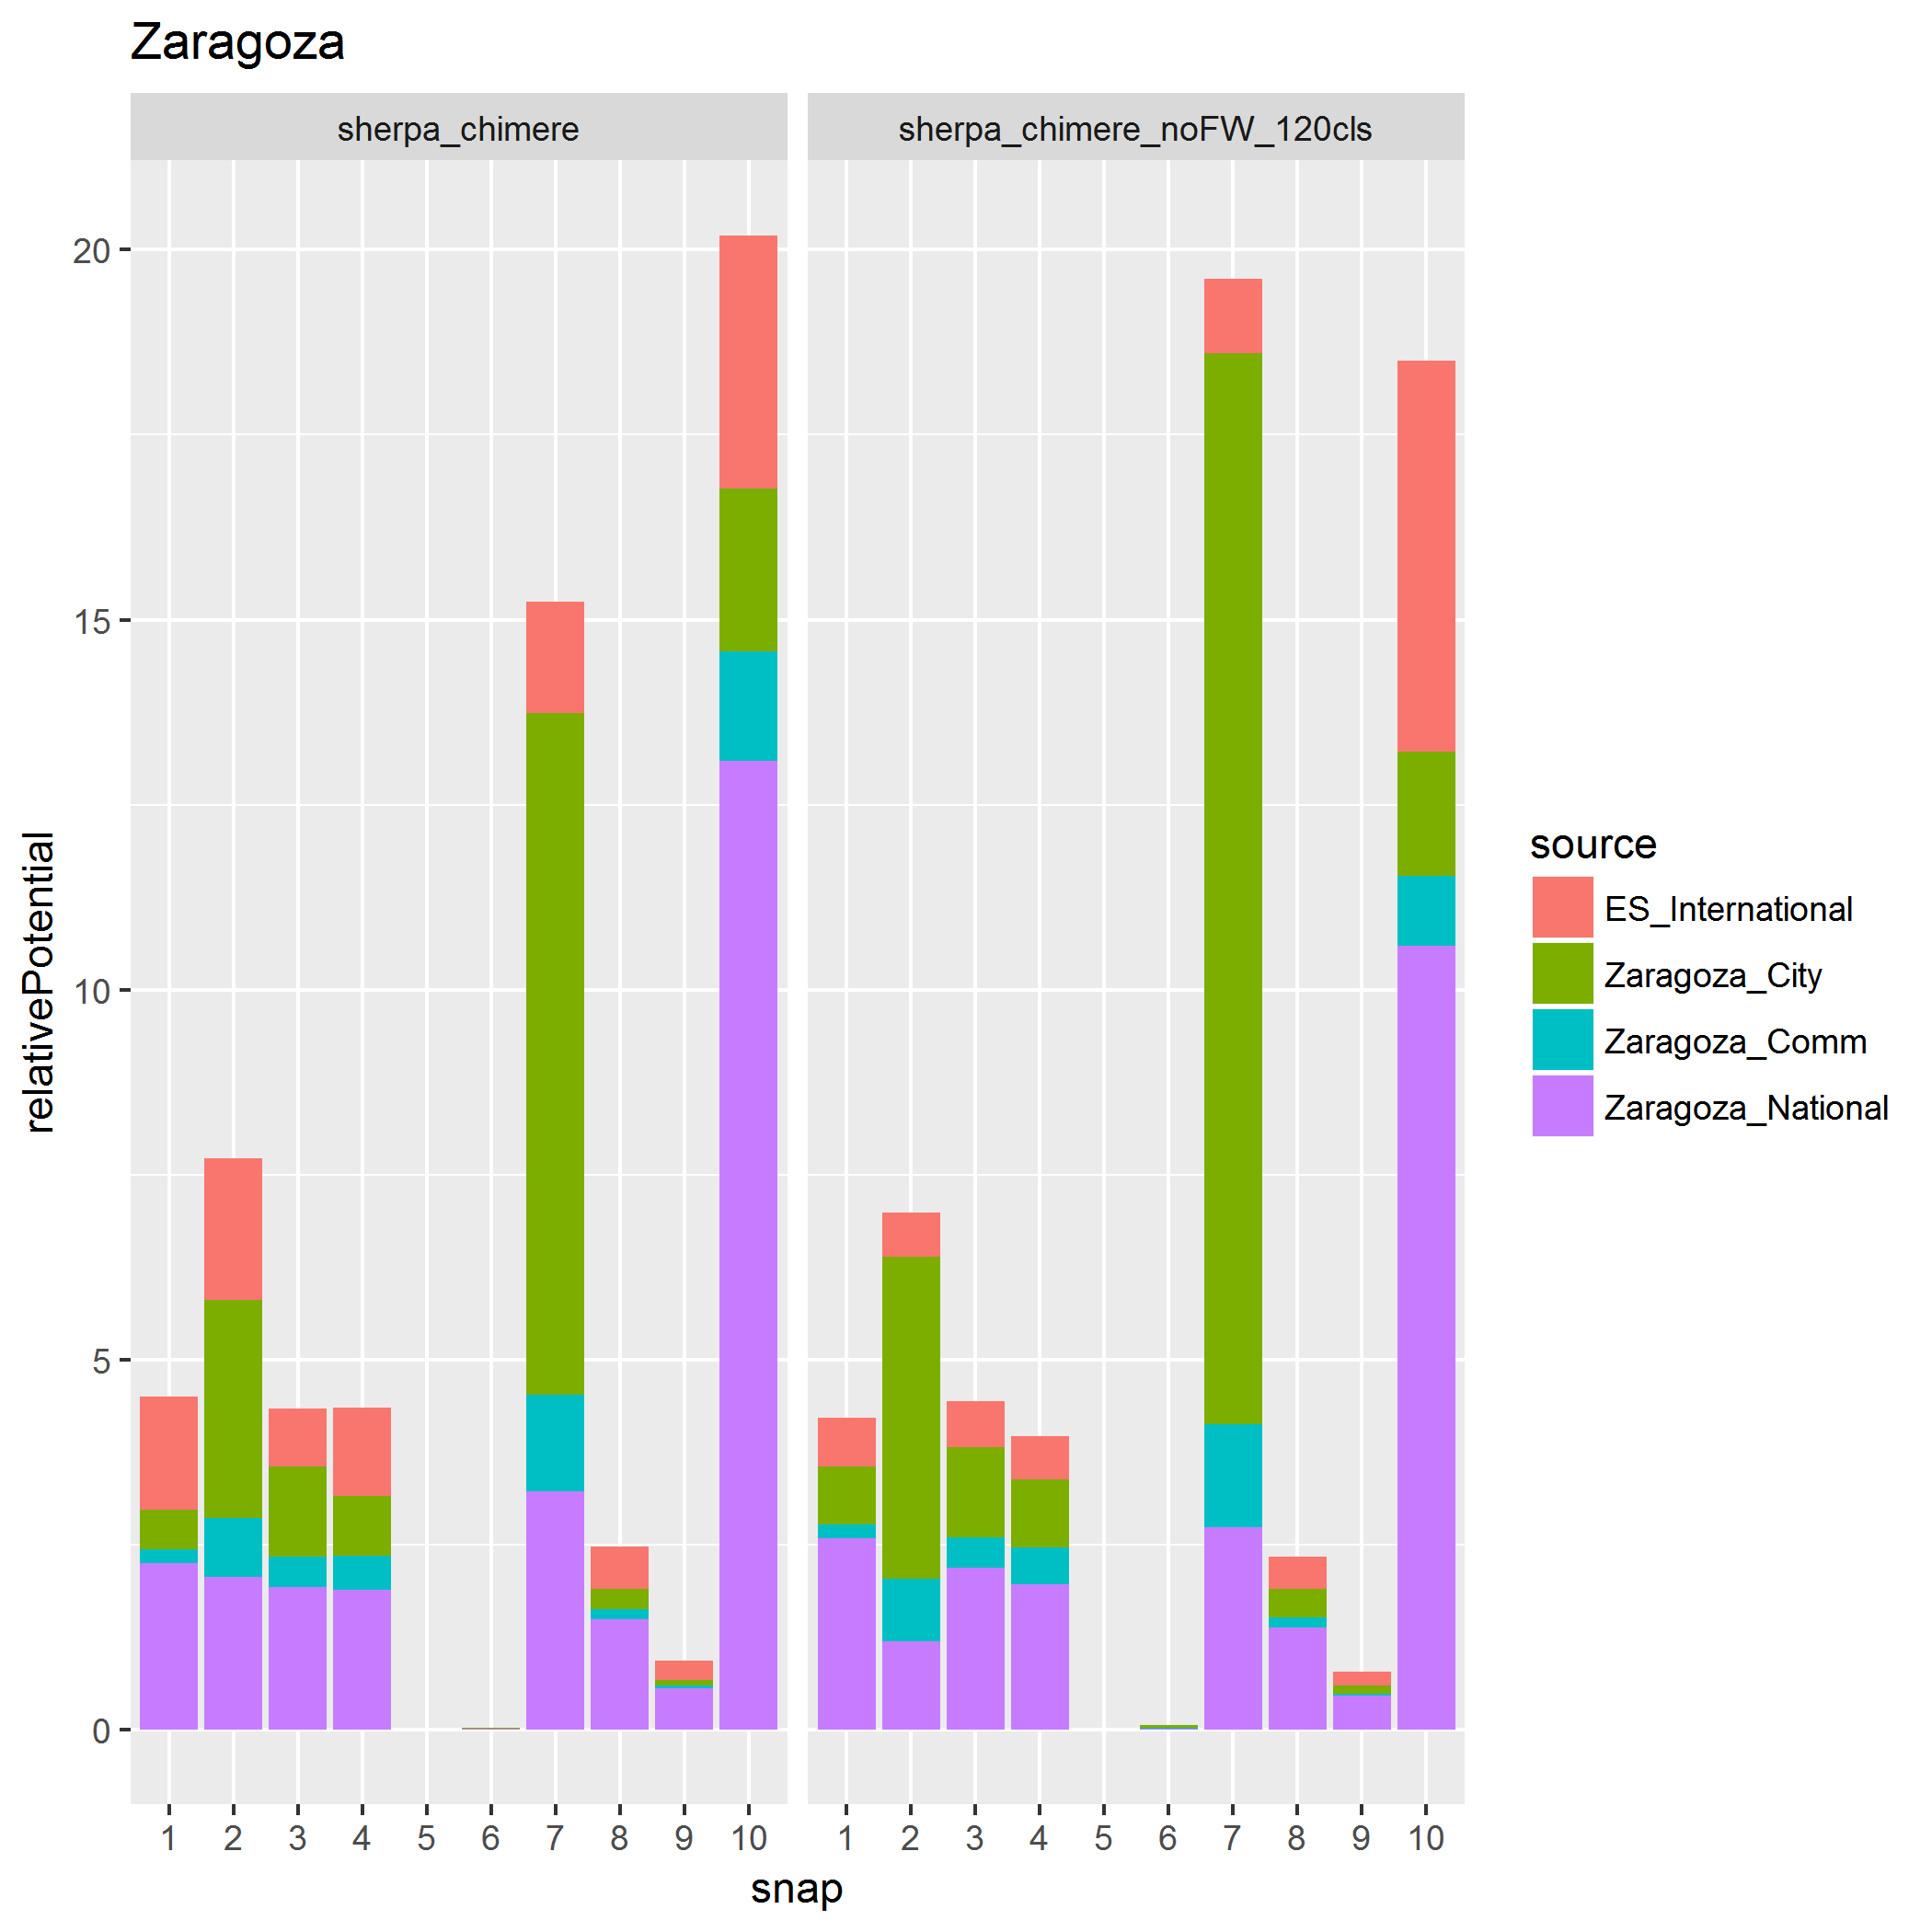 Zaragoza
sherpa_chimere
sherpa_chimere_noFW_120cls
20
15
10
5
0
relativePotential
1 2 3 4 5 6 7 8 9 10
1 2 3 4 5 6 7 8 9 10
snap
source
ES_International
Zaragoza_City
Zaragoza_Comm
Zaragoza_National